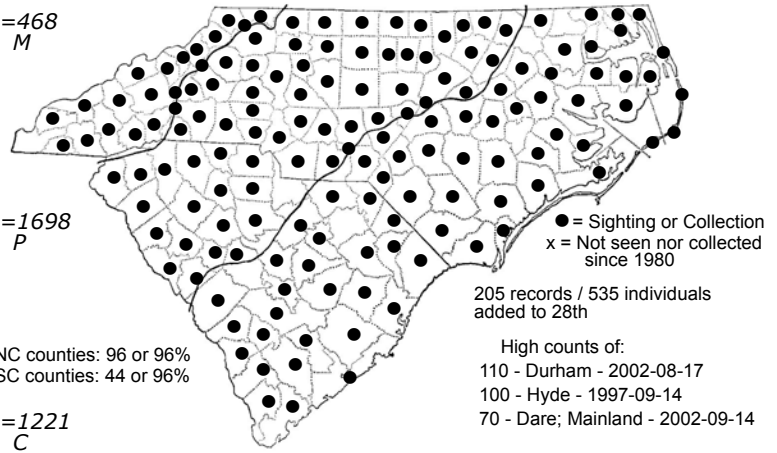 =468
M
=1698
P
● = Sighting or Collection
x = Not seen nor collected
since 1980
205 records / 535 individuals
added to 28th
NC counties: 96 or 96%
SC counties: 44 or 96%
High counts of:
110 - Durham - 2002-08-17
100 - Hyde - 1997-09-14
70 - Dare; Mainland - 2002-09-14
=1221
C